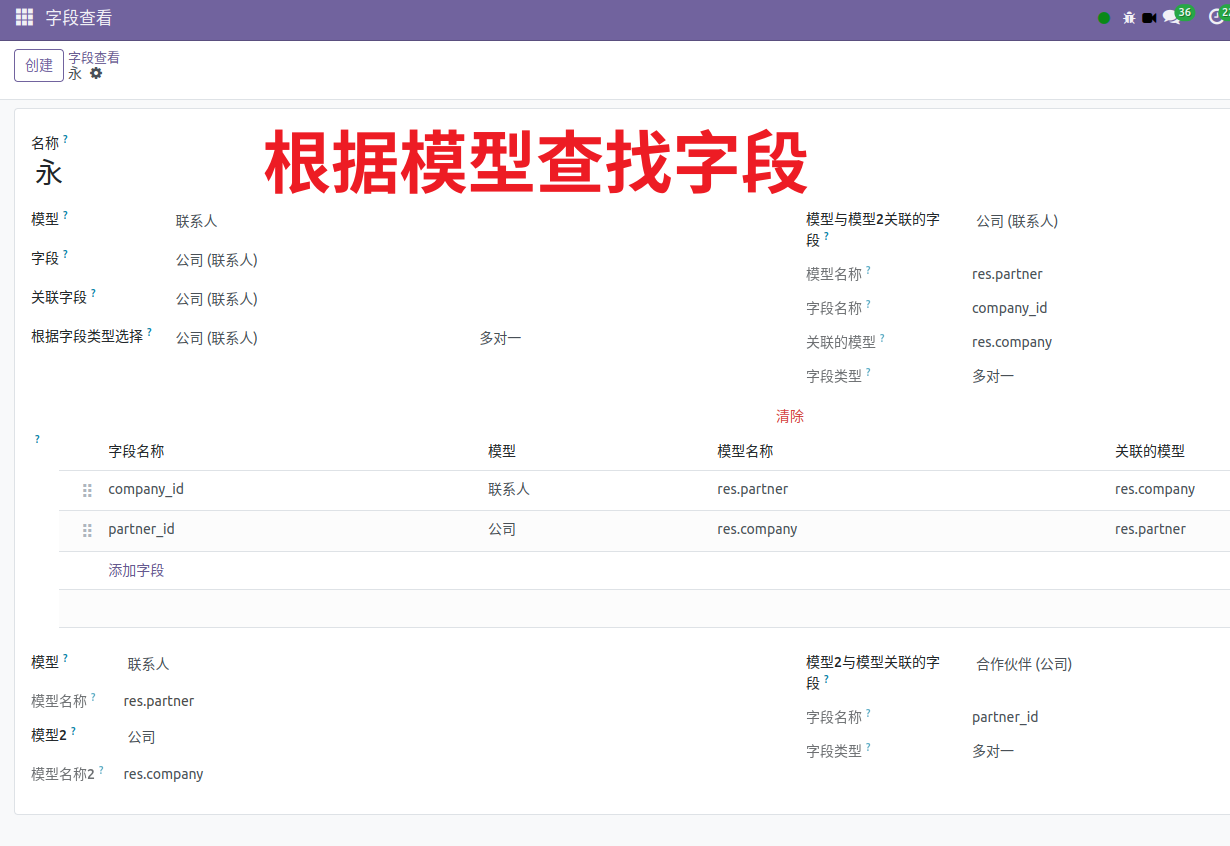 字段查看
36
22
创建
字段查看
永
名称 ?
根据模型查找字段
永
模型 ?
联系人
字段 ?
公司 (联系人)
关联字段 ?
公司 (联系人)
根据字段类型选择 ?
公司 (联系人)
多对一
模型与模型2关联的字
段 ?
公司 (联系人)
模型名称 ?
res.partner
字段名称 ?
company_id
关联的模型 ?
res.company
字段类型 ?
多对一
清除
?
字段名称 模型 模型名称 关联的模型
company_id 联系人 res.partner res.company
partner_id 公司 res.company res.partner
添加字段
模型 ?
联系人
模型名称 ?
res.partner
模型2 ?
公司
模型名称2 ?
res.company
模型2与模型关联的字
段 ?
合作伙伴 (公司)
字段名称 ?
partner_id
字段类型 ?
多对一